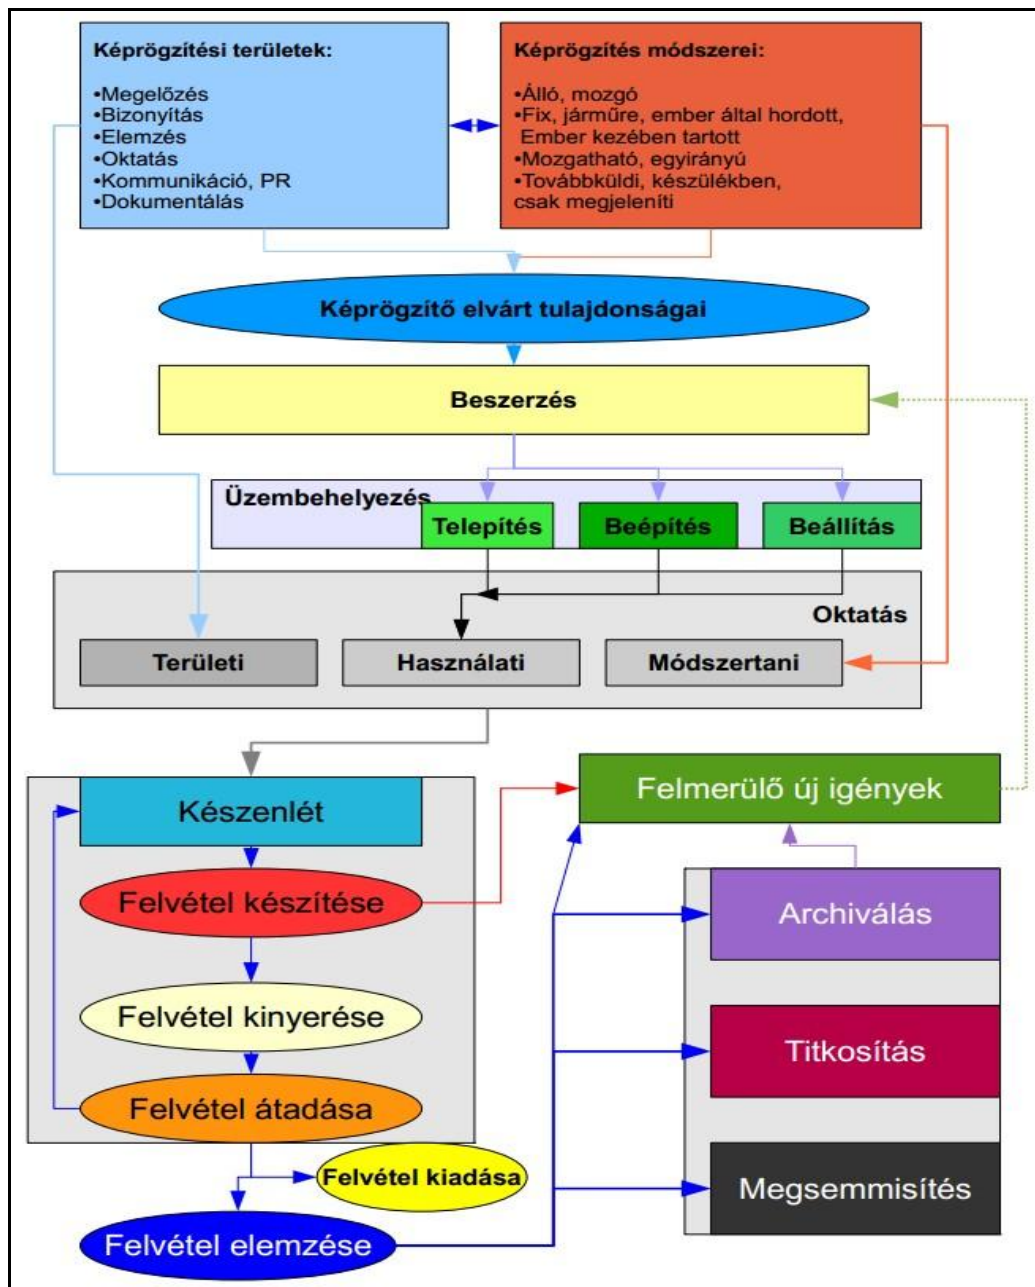 Képrögzítési területek:
•Megelőzés
•Bizonyítás
•Elemzés
•Oktatás
•Kommunikáció, PR
•Dokumentálás
Képrögzítés módszerei:
•Álló, mozgó
•Fix, járműre, ember által hordott,
Ember kezében tartott
•Mozgatható, egyirányú
•Továbbküldi, készülékben,
csak megjeleníti
Képrögzítő elvárt tulajdonságai
Beszerzés
Üzembehelyezés
Telepítés
Beépítés
Beállítás
Oktatás
Területi
Használati
Módszertani
Készenlét
Felmerülő új igények
Felvétel készítése
Archiválás
Felvétel kinyerése
Titkosítás
Felvétel átadása
Felvétel kiadása
Megsemmisítés
Felvétel elemzése